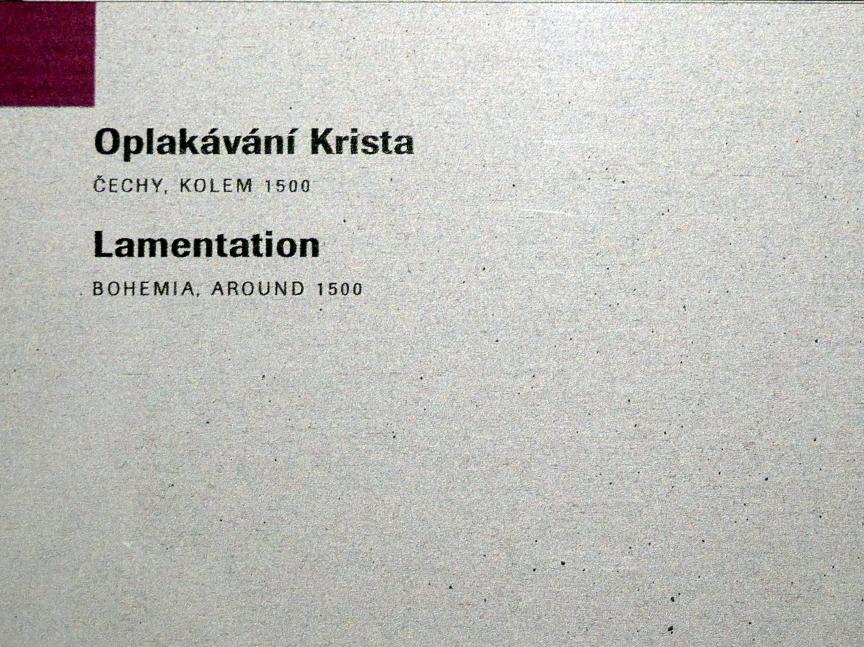 Oplakávání Krista
ČECHY, KOLEM 1500
Lamentation
BOHEMIA, AROUND 1500